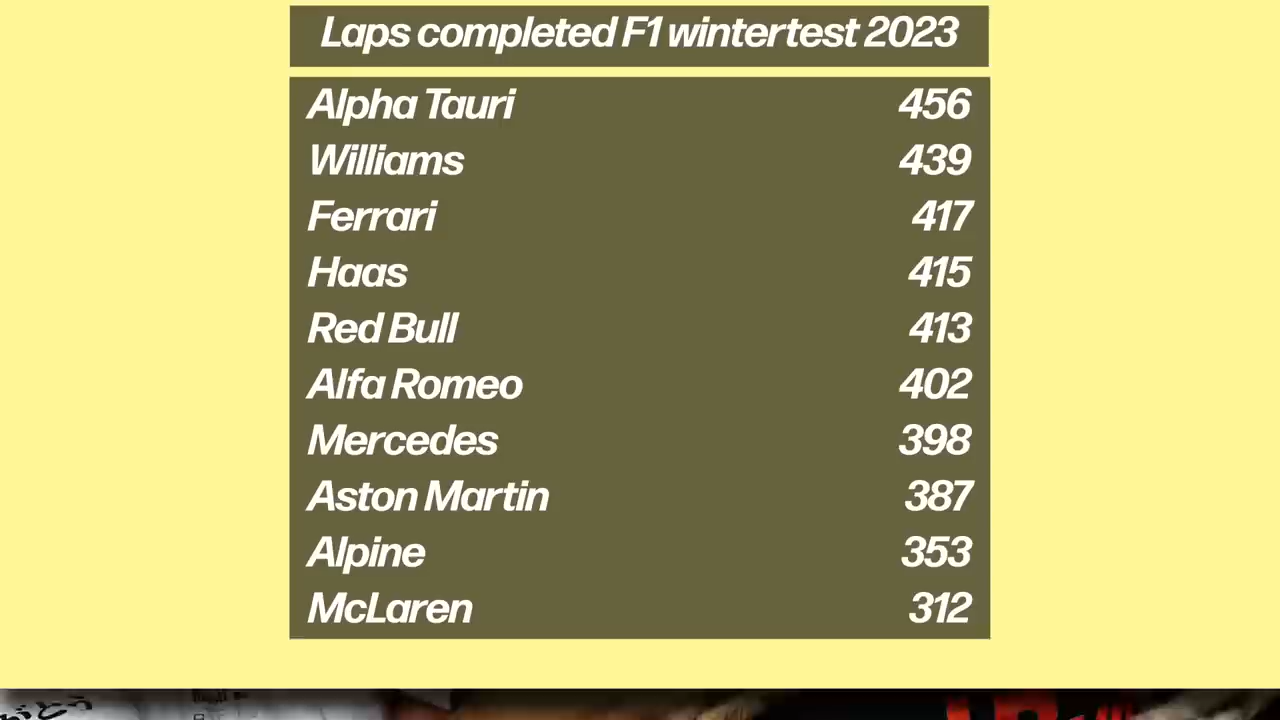 Laps completed F1 wintertest 2023
Alpha Tauri 456
Williams 439
Ferrari 417
Haas 415
Red Bull 413
Alfa Romeo 402
Mercedes 398
Aston Martin 387
Alpine 353
McLaren 312